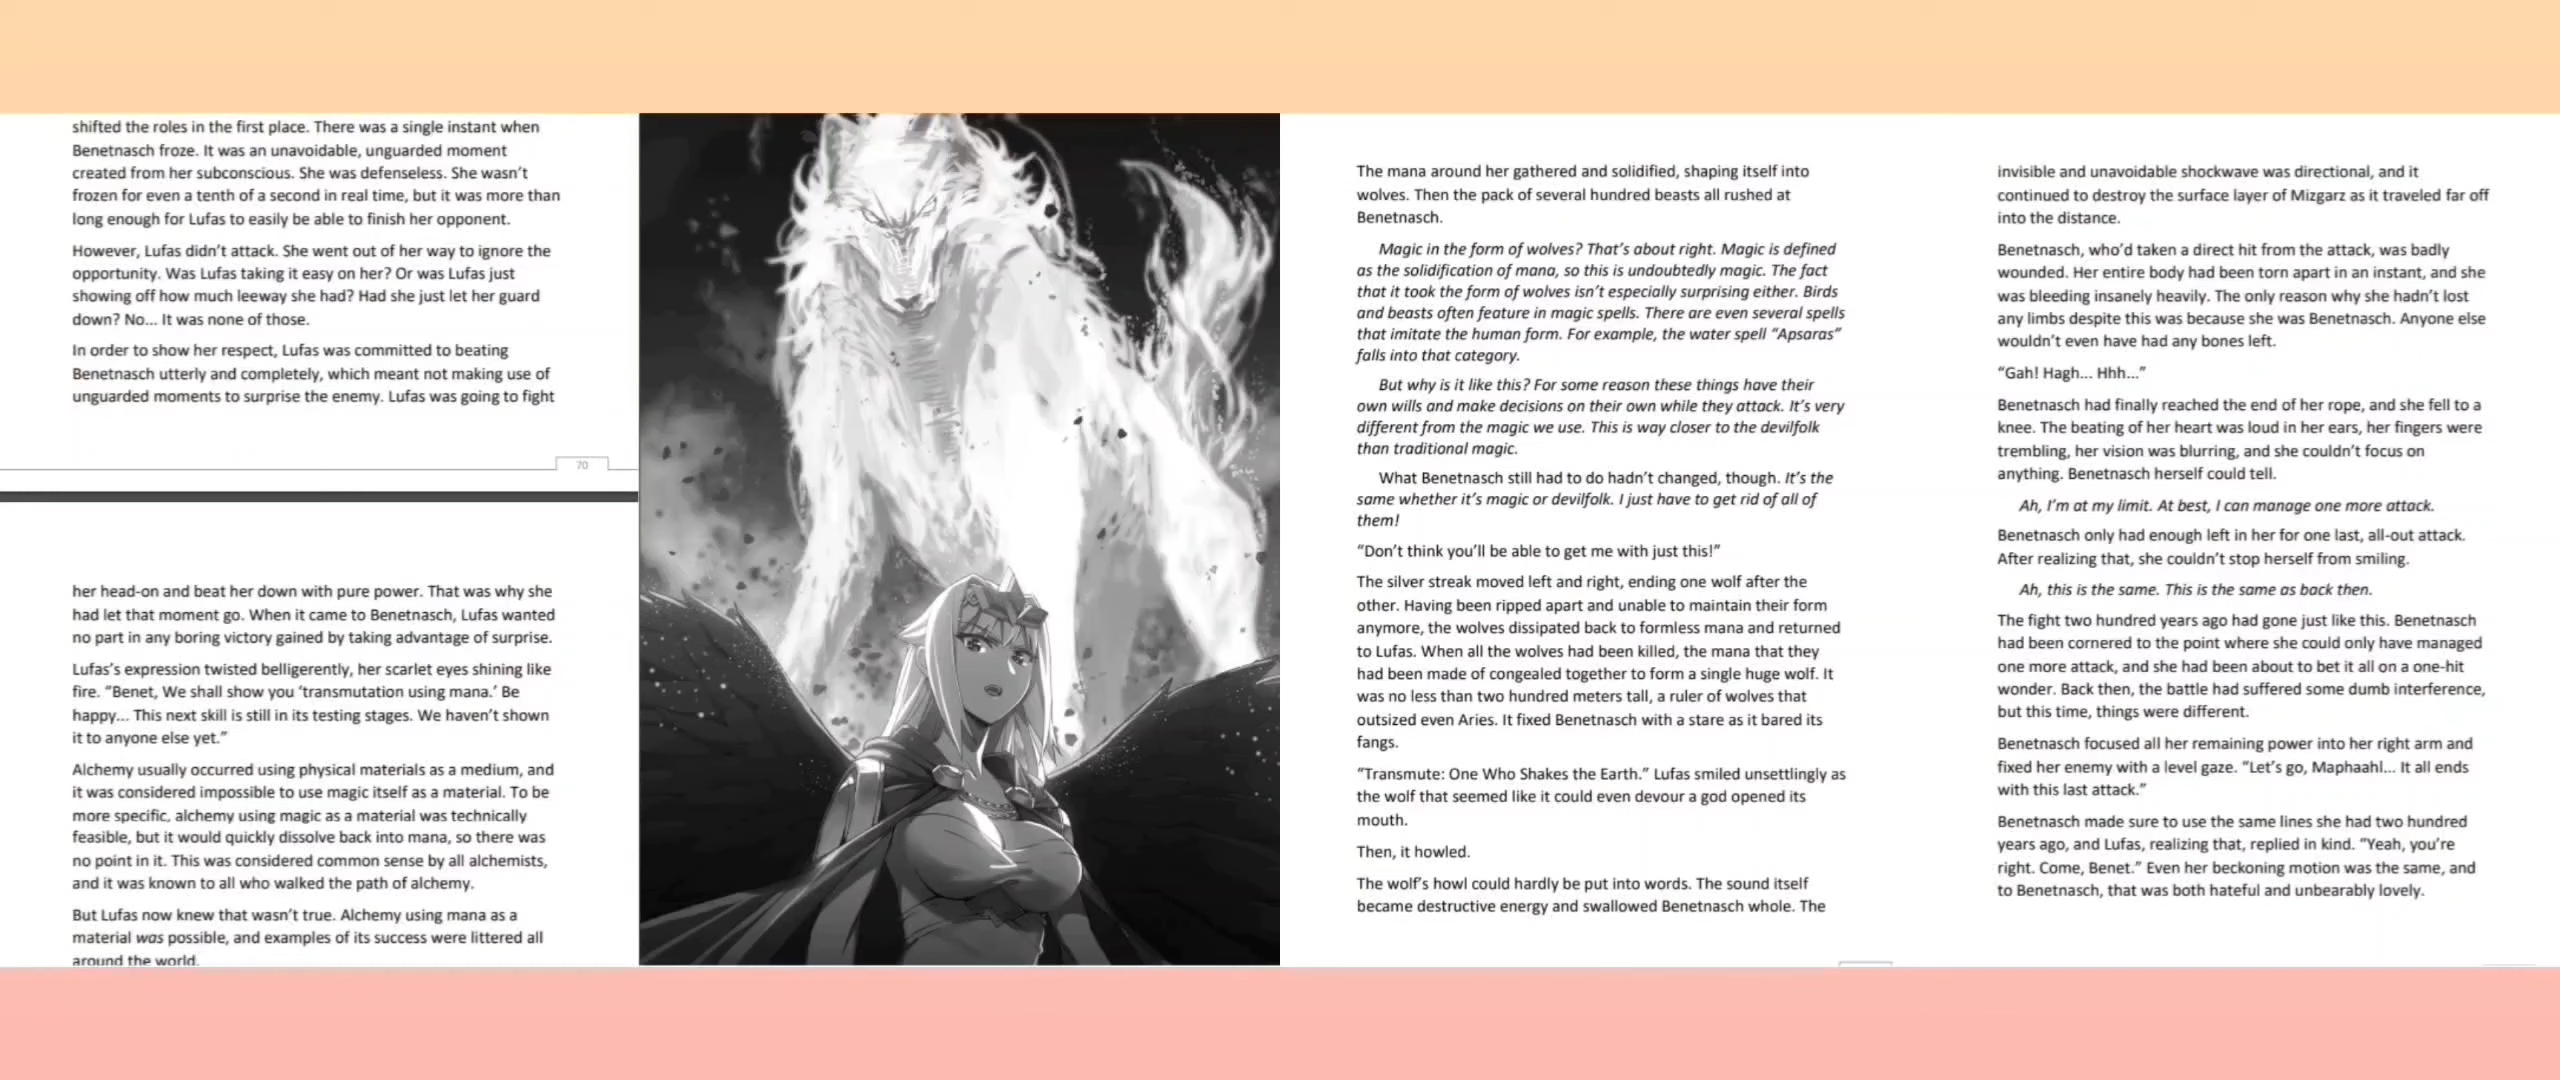 shifted the roles in the first place. There was a single instant when
Benetnasch froze. It was an unavoidable, unguarded moment
created from her subconscious. She was defenseless. She wasn't
frozen for even a tenth of a second in real time, but it was more than
long enough for Lufas to easily be able to finish her opponent.
However, Lufas didn't attack. She went out of her way to ignore the
opportunity. Was Lufas taking it easy on her? Or was Lufas just
showing off how much leeway she had? Had she just let her guard
down? No... It was none of those.
In order to show her respect, Lufas was committed to beating
Benetnasch utterly and completely, which meant not making use of
unguarded moments to surprise the enemy. Lufas was going to fight
70
her head-on and beat her down with pure power. That was why she
had let that moment go. When it came to Benetnasch, Lufas wanted
no part in any boring victory gained by taking advantage of surprise.
Lufas's expression twisted belligerently, her scarlet eyes shining like
fire. “Benet, We shall show you ‘transmutation using mana.’ Be
happy... This next skill is still in its testing stages. We haven't shown
it to anyone else yet.”
Alchemy usually occurred using physical materials as a medium, and
it was considered impossible to use magic itself as a material. To be
more specific, alchemy using magic as a material was technically
feasible, but it would quickly dissolve back into mana, so there was
no point in it. This was considered common sense by all alchemists,
and it was known to all who walked the path of alchemy.
But Lufas now knew that wasn't true. Alchemy using mana as a
material was possible, and examples of its success were littered all
around the world.
The mana around her gathered and solidified, shaping itself into
wolves. Then the pack of several hundred beasts all rushed at
Benetnasch.
Magic in the form of wolves? That's about right. Magic is defined
as the solidification of mana, so this is undoubtedly magic. The fact
that it took the form of wolves isn't especially surprising either. Birds
and beasts often feature in magic spells. There are even several spells
that imitate the human form. For example, the water spell “Apsaras”
falls into that category.
But why is it like this? For some reason these things have their
own wills and make decisions on their own while they attack. It's very
different from the magic we use. This is way closer to the devilfolk
than traditional magic.
What Benetnasch still had to do hadn't changed, though. It's the
same whether it's magic or devilfolk. I just have to get rid of all of
them!
“Don't think you'll be able to get me with just this!”
The silver streak moved left and right, ending one wolf after the
other. Having been ripped apart and unable to maintain their form
anymore, the wolves dissipated back to formless mana and returned
to Lufas. When all the wolves had been killed, the mana that they
had been made of congealed together to form a single huge wolf. It
was no less than two hundred meters tall, a ruler of wolves that
outsized even Aries. It fixed Benetnasch with a stare as it bared its
fangs.
“Transmute: One Who Shakes the Earth.” Lufas smiled unsettlingly as
the wolf that seemed like it could even devour a god opened its
mouth.
Then, it howled.
The wolf's howl could hardly be put into words. The sound itself
became destructive energy and swallowed Benetnasch whole. The
invisible and unavoidable shockwave was directional, and it
continued to destroy the surface layer of Mizgarz as it traveled far off
into the distance.
Benetnasch, who'd taken a direct hit from the attack, was badly
wounded. Her entire body had been torn apart in an instant, and she
was bleeding insanely heavily. The only reason why she hadn't lost
any limbs despite this was because she was Benetnasch. Anyone else
wouldn't even have had any bones left.
“Gah! Hagh... Hhh...”
Benetnasch had finally reached the end of her rope, and she fell to a
knee. The beating of her heart was loud in her ears, her fingers were
trembling, her vision was blurring, and she couldn't focus on
anything. Benetnasch herself could tell.
Ah, I'm at my limit. At best, I can manage one more attack.
Benetnasch only had enough left in her for one last, all-out attack.
After realizing that, she couldn't stop herself from smiling.
Ah, this is the same. This is the same as back then.
The fight two hundred years ago had gone just like this. Benetnasch
had been cornered to the point where she could only have managed
one more attack, and she had been about to bet it all on a one-hit
wonder. Back then, the battle had suffered some dumb interference,
but this time, things were different.
Benetnasch focused all her remaining power into her right arm and
fixed her enemy with a level gaze. “Let's go, Maphaahl... It all ends
with this last attack.”
Benetnasch made sure to use the same lines she had two hundred
years ago, and Lufas, realizing that, replied in kind. “Yeah, you're
right. Come, Benet.” Even her beckoning motion was the same, and
to Benetnasch, that was both hateful and unbearably lovely.